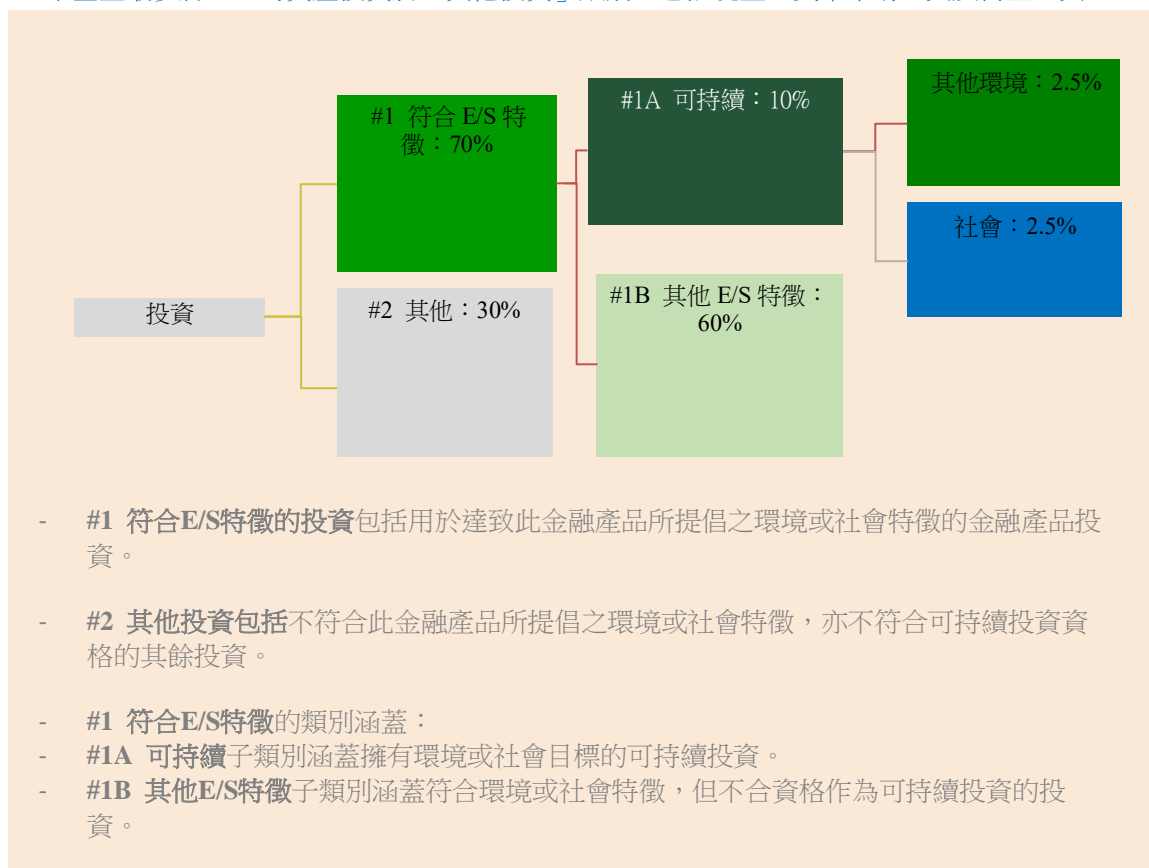 #1 符合 E/S 特
徵：70%
#1A 可持續：10%
其他環境：2.5%
社會：2.5%
投資
#2 其他：30%
#1B 其他 E/S 特徵：
60%
- #1 符合E/S特徵的投資包括用於達致此金融產品所提倡之環境或社會特徵的金融產品投
資。
- #2 其他投資包括不符合此金融產品所提倡之環境或社會特徵，亦不符合可持續投資資
格的其餘投資。
- #1 符合E/S特徵的類別涵蓋：
- #1A 可持續子類別涵蓋擁有環境或社會目標的可持續投資。
- #1B 其他E/S特徵子類別涵蓋符合環境或社會特徵，但不合資格作為可持續投資的投
資。